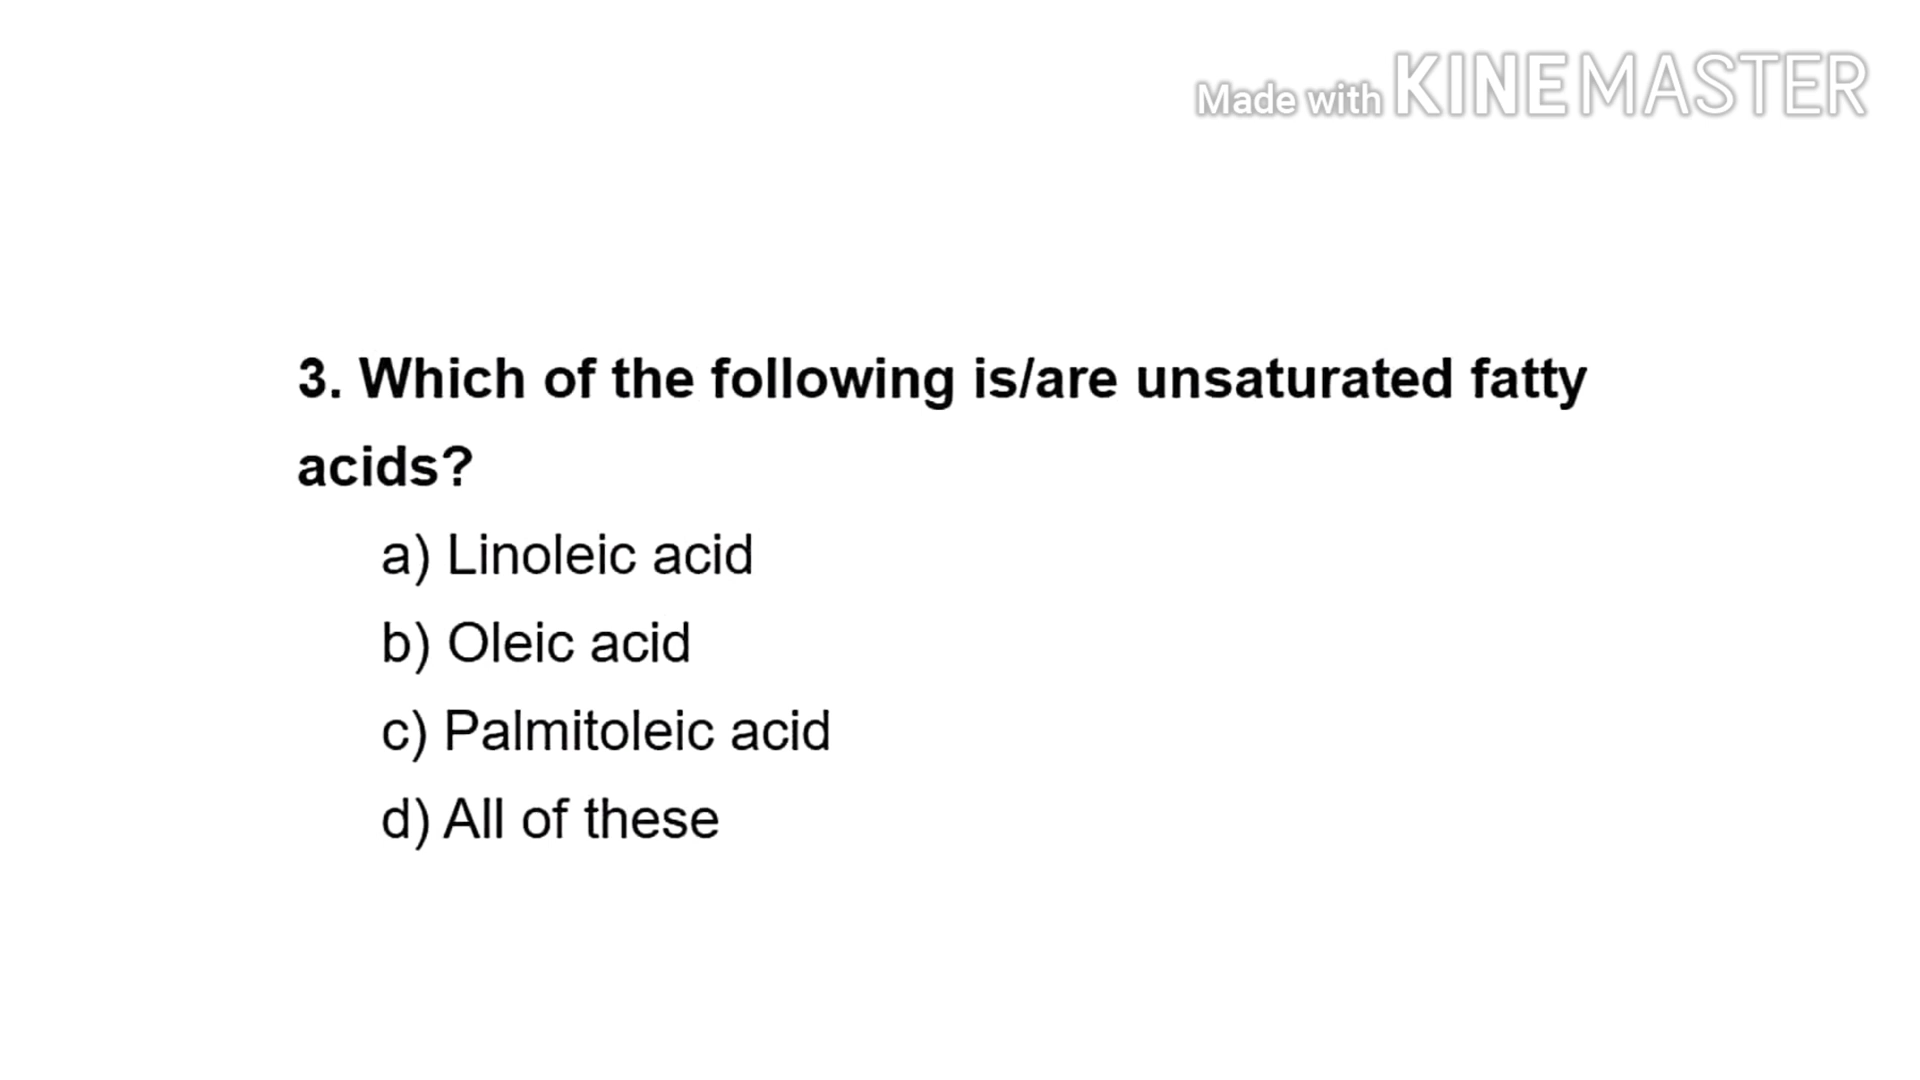 Made with KINEMASTER
3. Which of the following is/are unsaturated fatty
acids?
a) Linoleic acid
b) Oleic acid
c) Palmitoleic acid
d) All of these